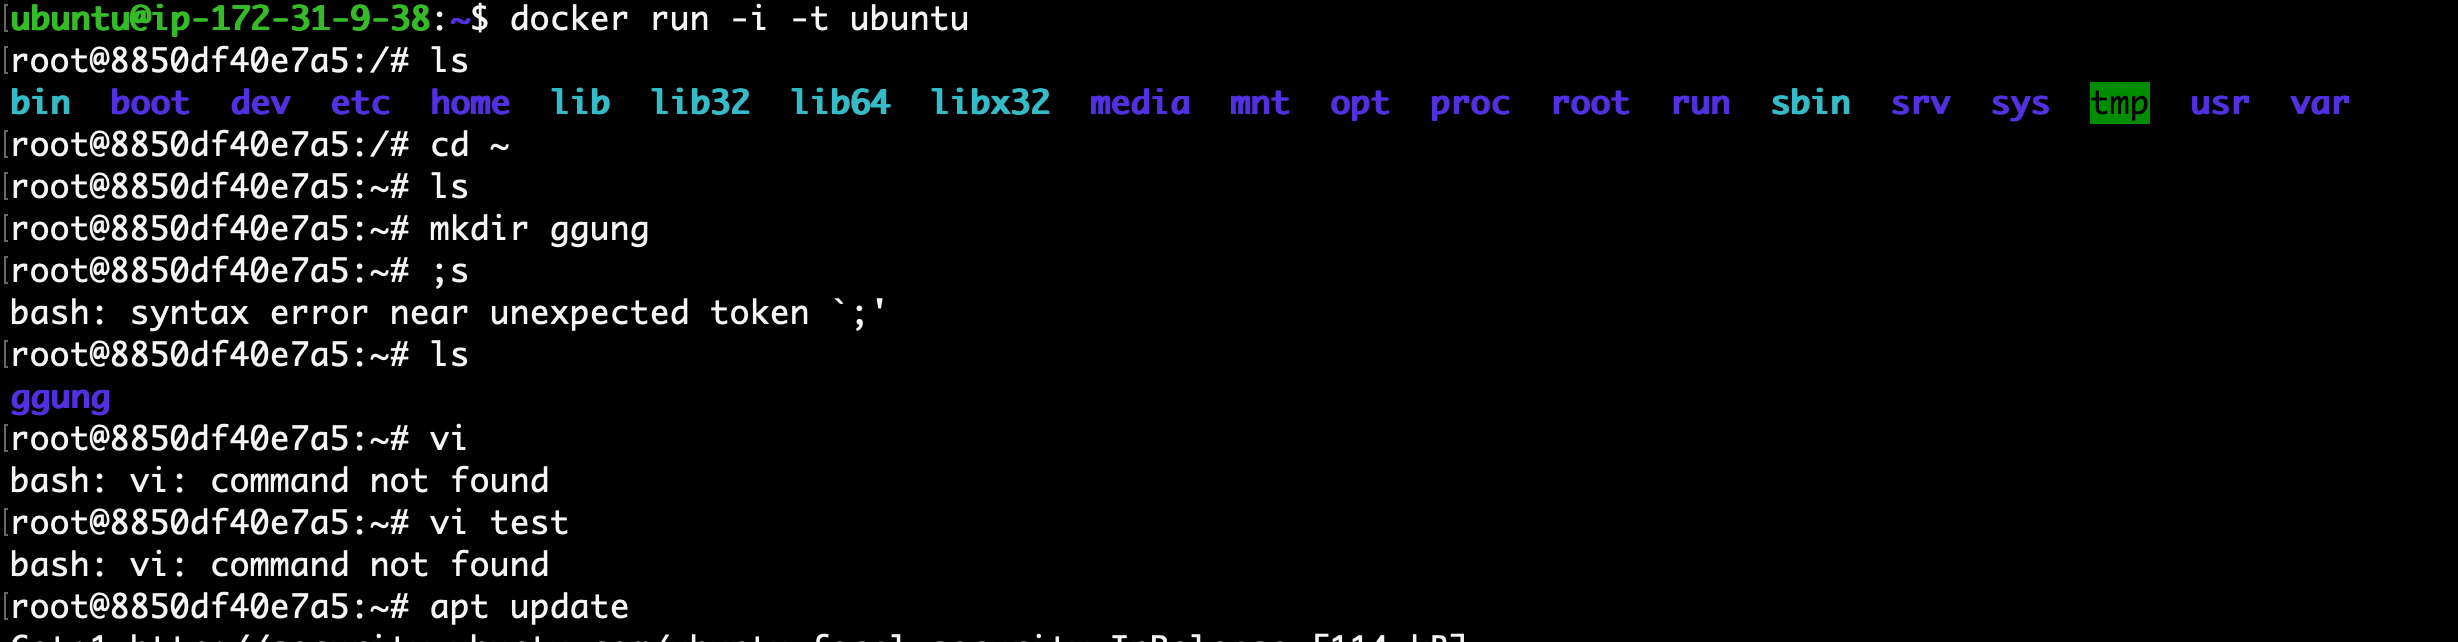 ubuntu@ip-172-31-9-38:~$ docker run -i -t ubuntu
root@8850df40e7a5:/# ls
bin boot dev etc home lib lib32 lib64 libx32 media mnt opt proc root run sbin srv sys tmp usr var
root@8850df40e7a5:/# cd ~
root@8850df40e7a5:~# ls
root@8850df40e7a5:~# mkdir ggung
root@8850df40e7a5:~# ;s
bash: syntax error near unexpected token `;'
root@8850df40e7a5:~# ls
ggung
root@8850df40e7a5:~# vi
bash: vi: command not found
root@8850df40e7a5:~# vi test
bash: vi: command not found
root@8850df40e7a5:~# apt update